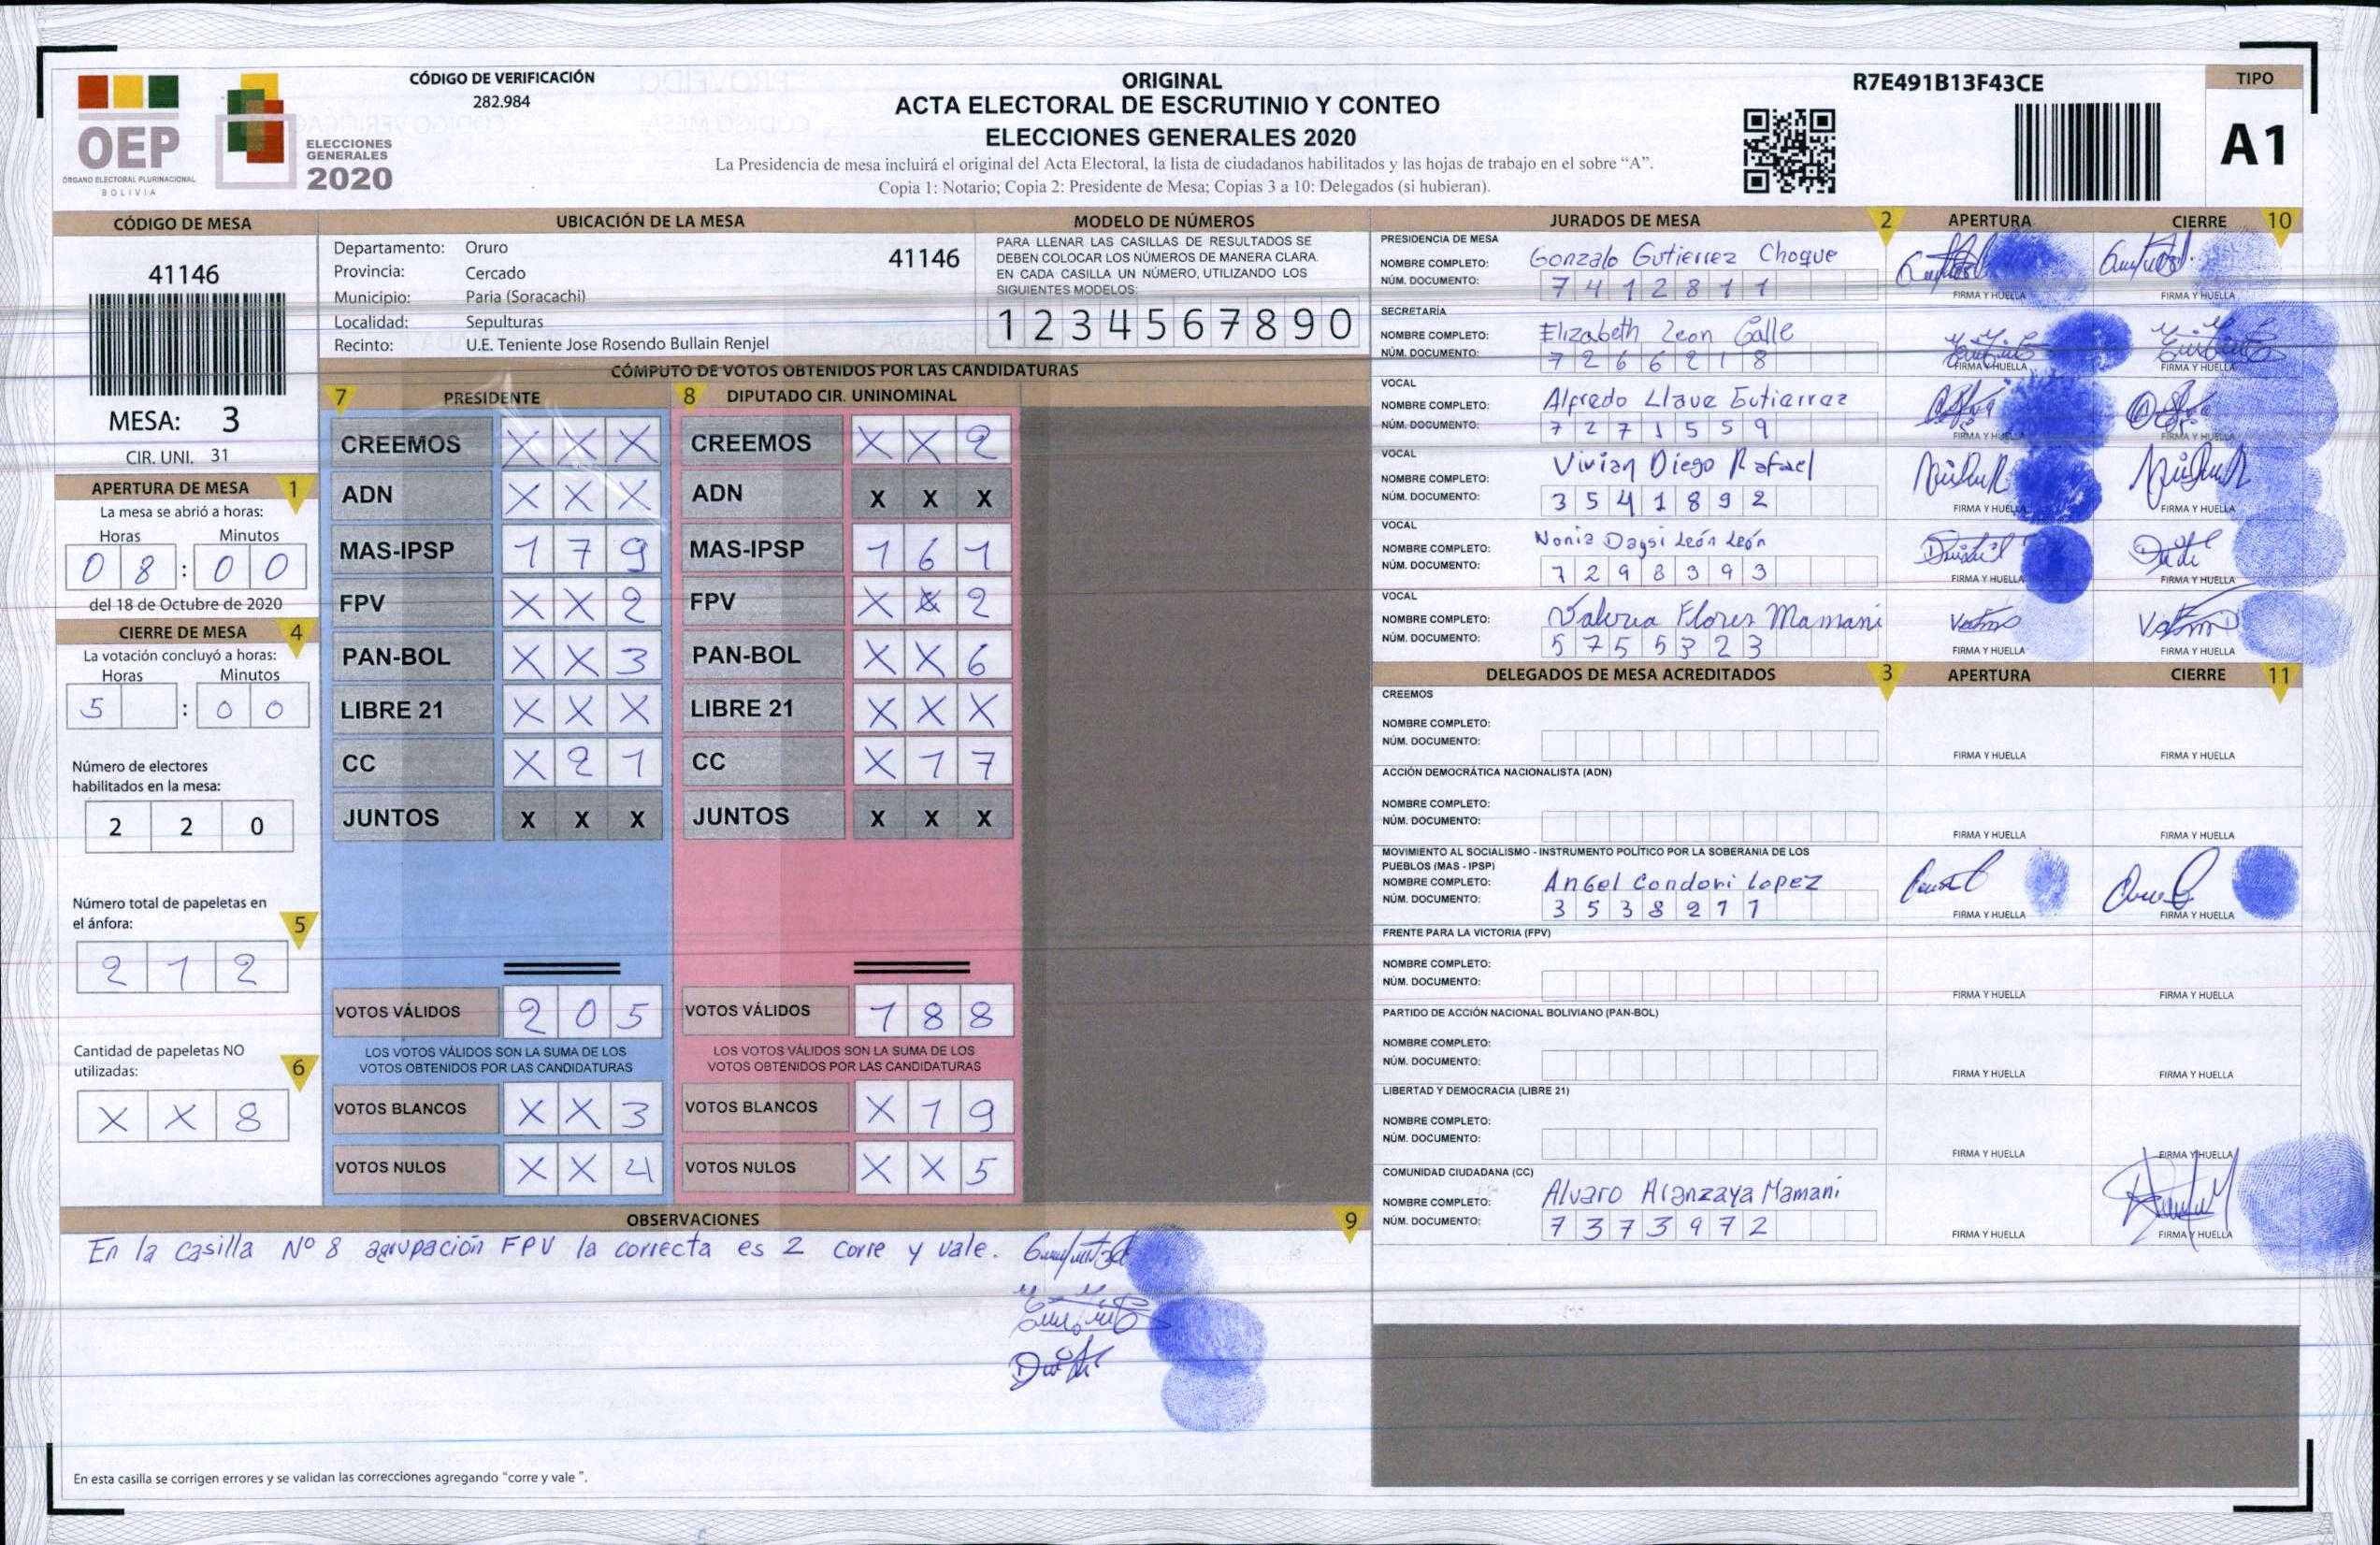 OEP
ÓRGANO ELECTORAL PLURINACIONAL
BOLIVIA
ELECCIONES
GENERALES
2020
CÓDIGO DE VERIFICACIÓN
282.984
ORIGINAL
ACTA ELECTORAL DE ESCRUTINIO Y CONTEO
ELECCIONES GENERALES 2020
La Presidencia de mesa incluirá el original del Acta Electoral, la lista de ciudadanos habilitados y las hojas de trabajo en el sobre “A”.
Copia 1: Notario; Copia 2: Presidente de Mesa; Copias 3 a 10: Delegados (si hubieran).
R7E491B13F43CE
TIPO
A1
CÓDIGO DE MESA
41146
MESA: 3
CIR. UNI. 31
APERTURA DE MESA 1
La mesa se abrió a horas:
Horas Minutos
0 8 : 0 0
del 18 de Octubre de 2020
CIERRE DE MESA 4
La votación concluyó a horas:
Horas Minutos
5 : 0 0
Número de electores
habilitados en la mesa:
2 2 0
Número total de papeletas en
el ánfora: 5
2 1 2
Cantidad de papeletas NO
utilizadas: 6
X X 8
UBICACIÓN DE LA MESA
Departamento: Oruro 41146
Provincia: Cercado
Municipio: Paria (Soracachi)
Localidad: Sepulturas
Recinto: U.E. Teniente Jose Rosendo Bullain Renjel
MODELO DE NÚMEROS
PARA LLENAR LAS CASILLAS DE RESULTADOS SE
DEBEN COLOCAR LOS NÚMEROS DE MANERA CLARA.
EN CADA CASILLA UN NÚMERO, UTILIZANDO LOS
SIGUIENTES MODELOS:
1 2 3 4 5 6 7 8 9 0
CÓMPUTO DE VOTOS OBTENIDOS POR LAS CANDIDATURAS
7 PRESIDENTE
CREEMOS X X X
ADN X X X
MAS-IPSP 1 7 9
FPV X X 2
PAN-BOL X X 3
LIBRE 21 X X X
CC X 2 1
JUNTOS X X X
VOTOS VÁLIDOS 2 0 5
LOS VOTOS VÁLIDOS SON LA SUMA DE LOS
VOTOS OBTENIDOS POR LAS CANDIDATURAS
VOTOS BLANCOS X X 3
VOTOS NULOS X X 4
8 DIPUTADO CIR. UNINOMINAL
CREEMOS X X 2
ADN X X X
MAS-IPSP 1 6 1
FPV X X 2
PAN-BOL X X 6
LIBRE 21 X X X
CC X 1 7
JUNTOS X X X
VOTOS VÁLIDOS 1 8 8
LOS VOTOS VÁLIDOS SON LA SUMA DE LOS
VOTOS OBTENIDOS POR LAS CANDIDATURAS
VOTOS BLANCOS X 1 9
VOTOS NULOS X X 5
OBSERVACIONES 9
En la casilla Nº 8 agrupación FPV la correcta es 2 corre y vale.
En esta casilla se corrigen errores y se validan las correcciones agregando “corre y vale ”.
JURADOS DE MESA 2 APERTURA CIERRE 10
PRESIDENCIA DE MESA
NOMBRE COMPLETO: Gonzalo Gutierrez Choque
NÚM. DOCUMENTO: 7 4 1 2 8 1 1
FIRMA Y HUELLA FIRMA Y HUELLA
SECRETARÍA
NOMBRE COMPLETO: Elizabeth Leon Calle
NÚM. DOCUMENTO: 7 2 6 6 2 1 8
FIRMA Y HUELLA FIRMA Y HUELLA
VOCAL
NOMBRE COMPLETO: Alfredo Llave Gutierrez
NÚM. DOCUMENTO: 7 2 7 1 5 5 9
FIRMA Y HUELLA FIRMA Y HUELLA
VOCAL
NOMBRE COMPLETO: Vivian Diego Rafael
NÚM. DOCUMENTO: 3 5 4 1 8 9 2
FIRMA Y HUELLA FIRMA Y HUELLA
VOCAL
NOMBRE COMPLETO: Nonia Daysi León León
NÚM. DOCUMENTO: 7 2 9 8 3 9 3
FIRMA Y HUELLA FIRMA Y HUELLA
VOCAL
NOMBRE COMPLETO: Valeria Flores Mamani
NÚM. DOCUMENTO: 5 7 5 5 3 2 3
FIRMA Y HUELLA FIRMA Y HUELLA
DELEGADOS DE MESA ACREDITADOS 3 APERTURA CIERRE 11
CREEMOS
NOMBRE COMPLETO:
NÚM. DOCUMENTO:
FIRMA Y HUELLA FIRMA Y HUELLA
ACCIÓN DEMOCRÁTICA NACIONALISTA (ADN)
NOMBRE COMPLETO:
NÚM. DOCUMENTO:
FIRMA Y HUELLA FIRMA Y HUELLA
MOVIMIENTO AL SOCIALISMO - INSTRUMENTO POLÍTICO POR LA SOBERANIA DE LOS
PUEBLOS (MAS - IPSP)
NOMBRE COMPLETO: Angel Condori Lopez
NÚM. DOCUMENTO: 3 5 3 8 2 7 7
FIRMA Y HUELLA FIRMA Y HUELLA
FRENTE PARA LA VICTORIA (FPV)
NOMBRE COMPLETO:
NÚM. DOCUMENTO:
FIRMA Y HUELLA FIRMA Y HUELLA
PARTIDO DE ACCIÓN NACIONAL BOLIVIANO (PAN-BOL)
NOMBRE COMPLETO:
NÚM. DOCUMENTO:
FIRMA Y HUELLA FIRMA Y HUELLA
LIBERTAD Y DEMOCRACIA (LIBRE 21)
NOMBRE COMPLETO:
NÚM. DOCUMENTO:
FIRMA Y HUELLA FIRMA Y HUELLA
COMUNIDAD CIUDADANA (CC)
NOMBRE COMPLETO: Alvaro Aranzaya Mamani
NÚM. DOCUMENTO: 7 3 7 3 9 7 2
FIRMA Y HUELLA FIRMA Y HUELLA